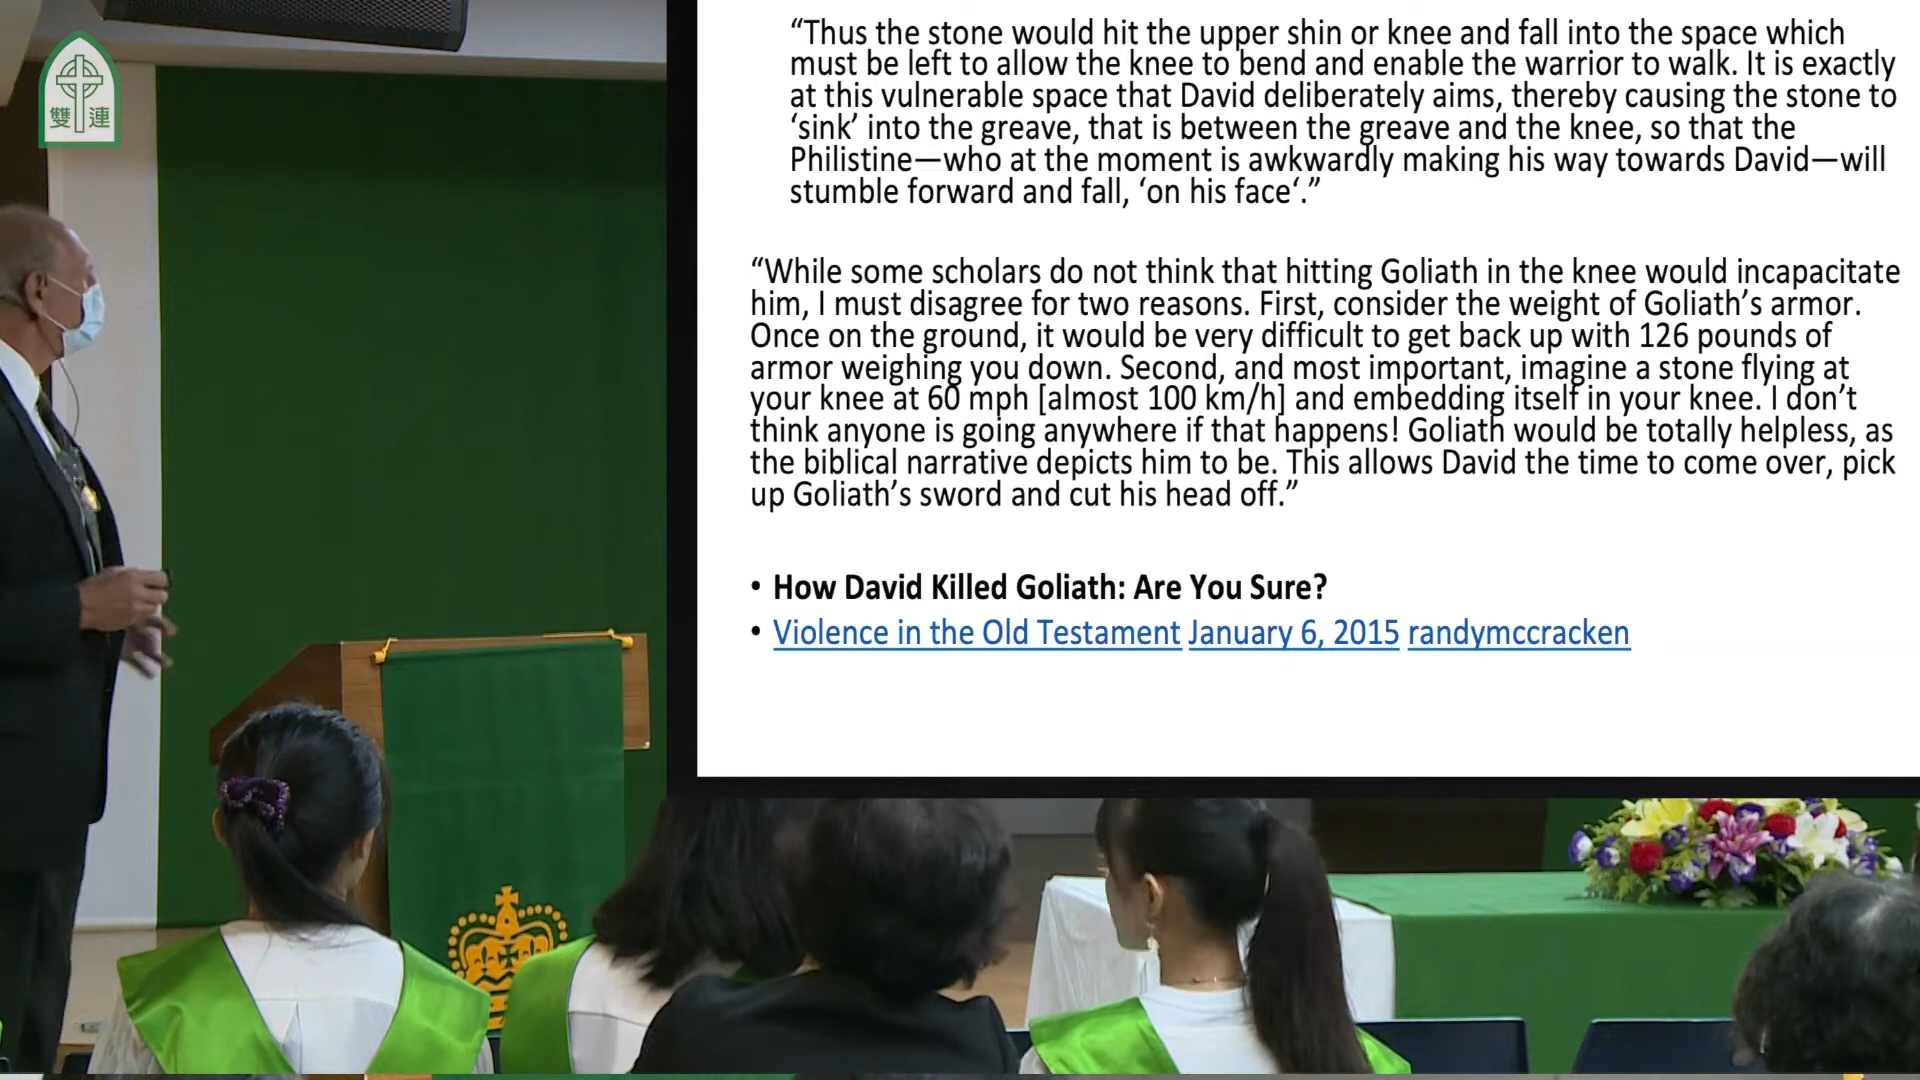 雙 連
“Thus the stone would hit the upper shin or knee and fall into the space which
must be left to allow the knee to bend and enable the warrior to walk. It is exactly
at this vulnerable space that David deliberately aims, thereby causing the stone to
‘sink’ into the greave, that is between the greave and the knee, so that the
Philistine—who at the moment is awkwardly making his way towards David—will
stumble forward and fall, ‘on his face‘.”
“While some scholars do not think that hitting Goliath in the knee would incapacitate
him, I must disagree for two reasons. First, consider the weight of Goliath’s armor.
Once on the ground, it would be very difficult to get back up with 126 pounds of
armor weighing you down. Second, and most important, imagine a stone flying at
your knee at 60 mph [almost 100 km/h] and embedding itself in your knee. I don’t
think anyone is going anywhere if that happens! Goliath would be totally helpless, as
the biblical narrative depicts him to be. This allows David the time to come over, pick
up Goliath’s sword and cut his head off.”
• How David Killed Goliath: Are You Sure?
• Violence in the Old Testament January 6, 2015 randymccracken